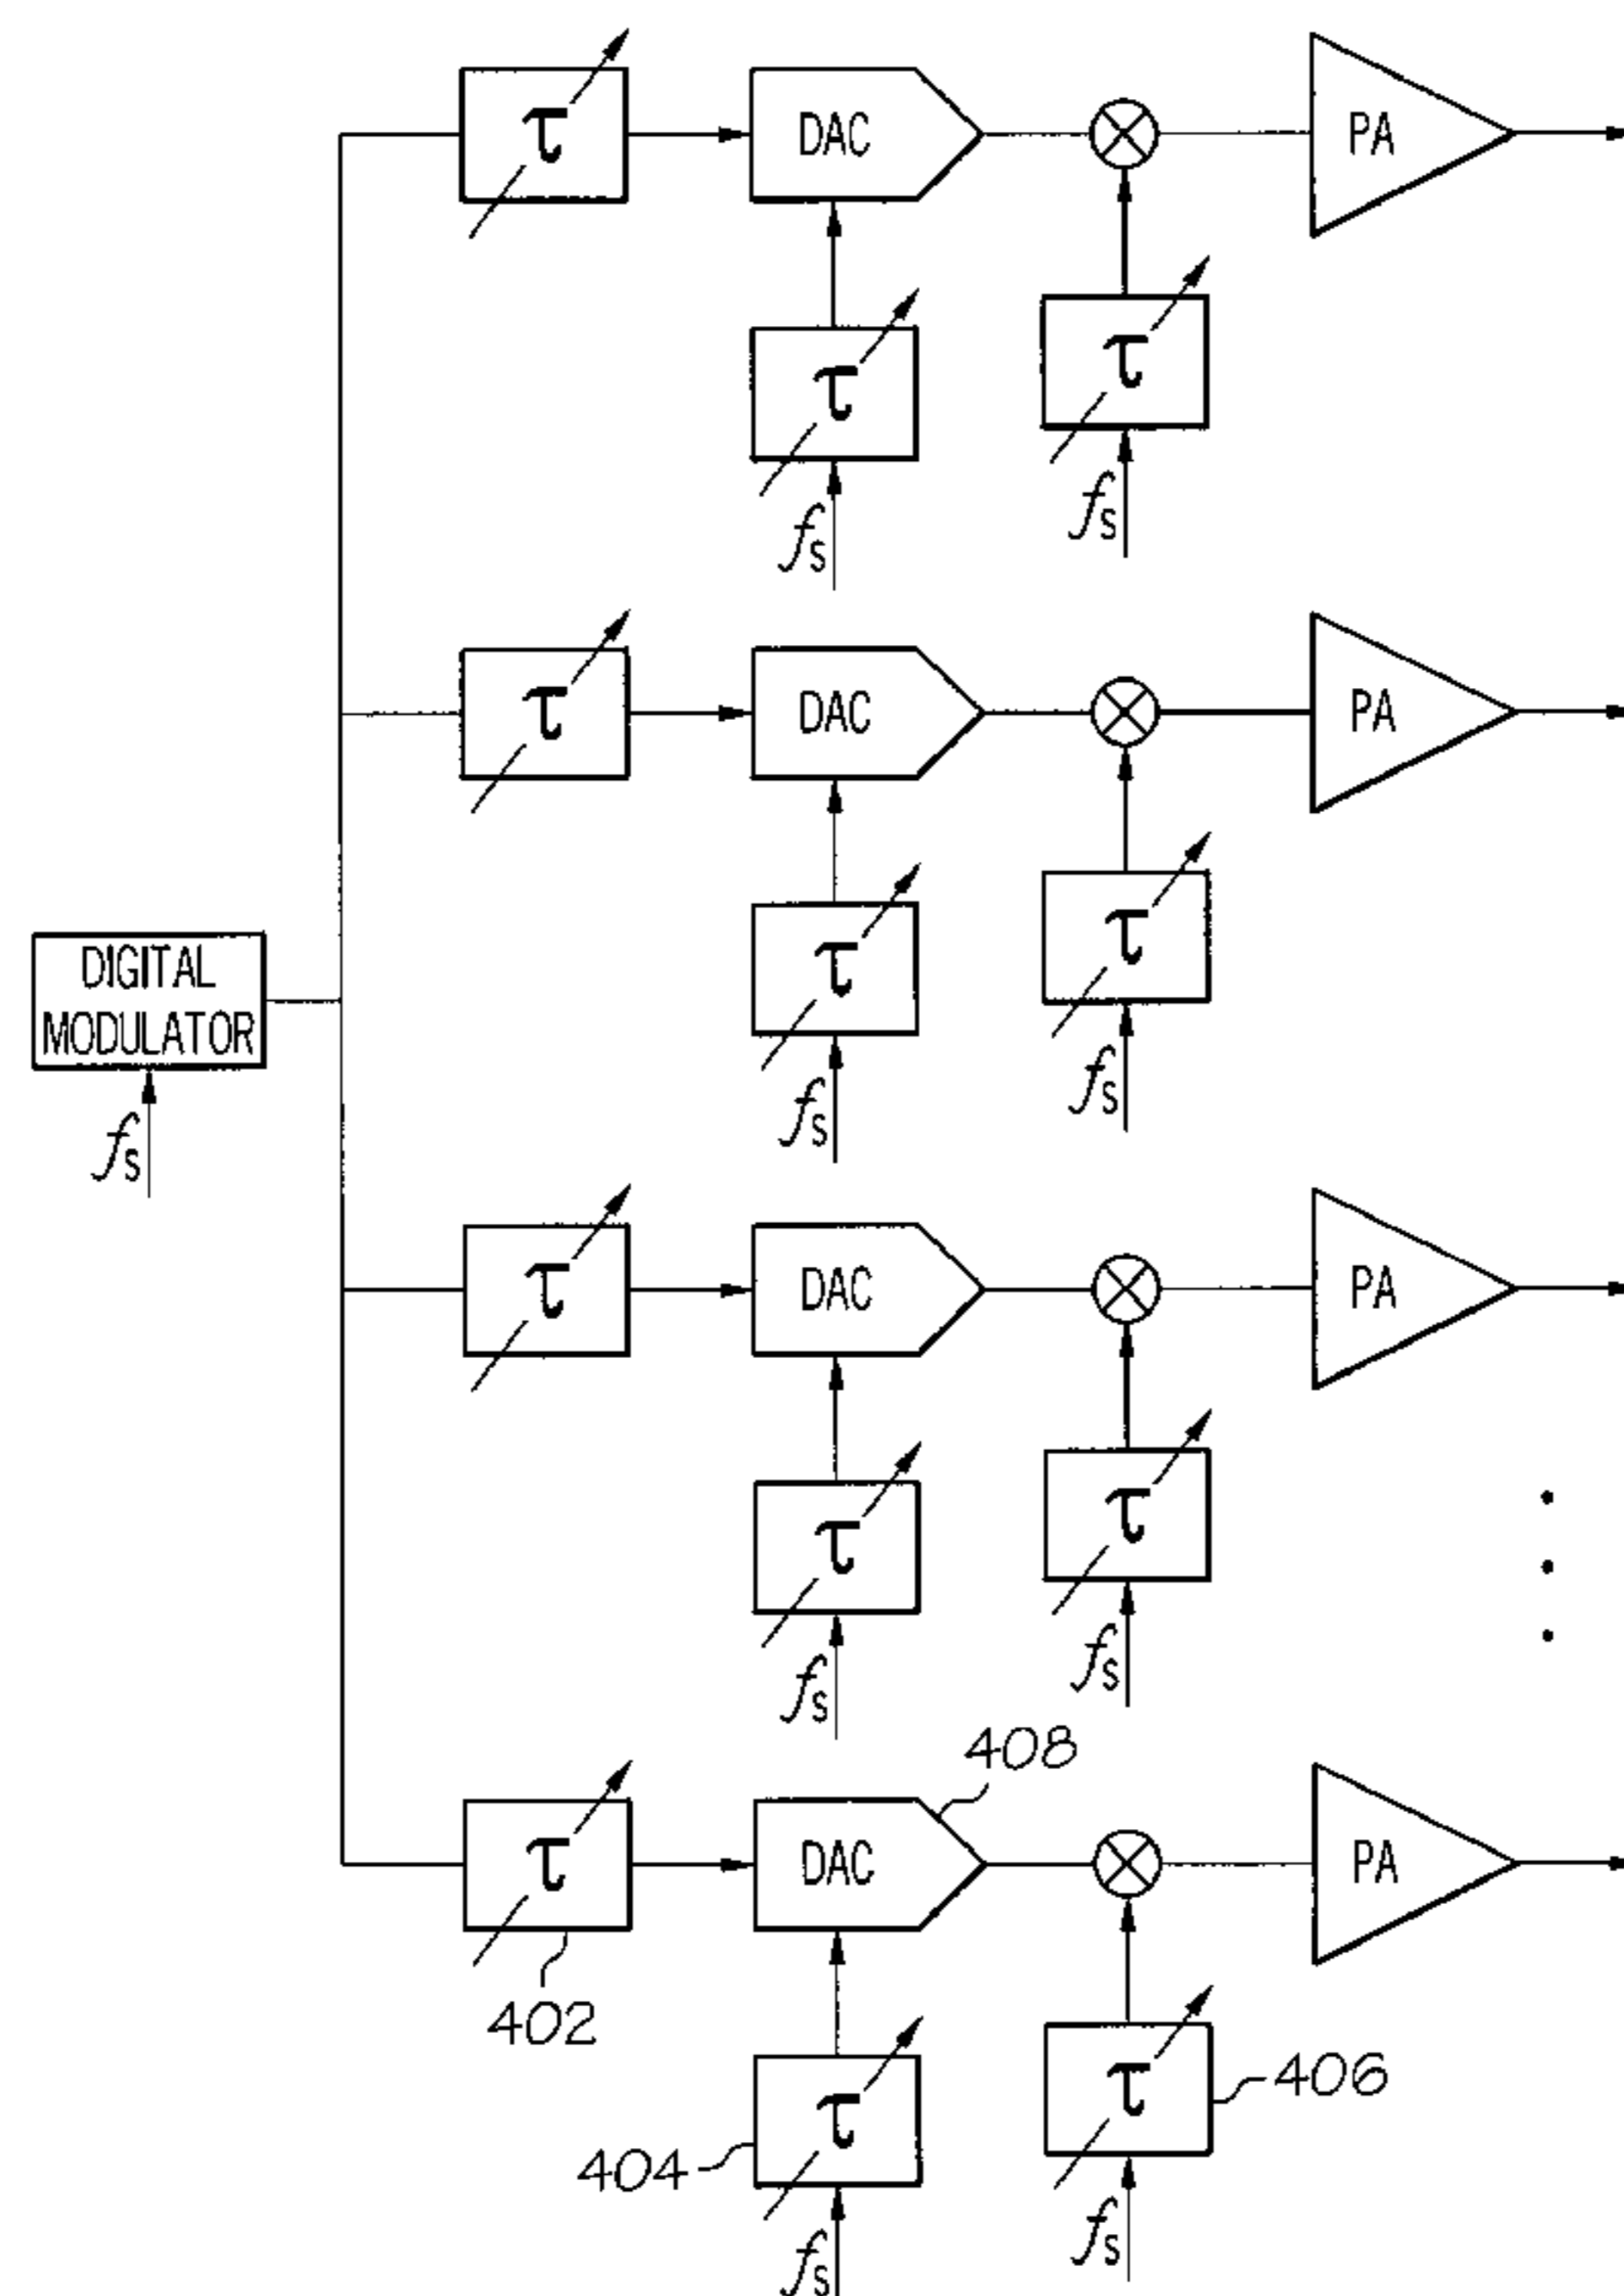 τ DAC PA
τ τ
fs fs
τ DAC PA
τ τ
DIGITAL
MODULATOR
fs fs
fs
τ DAC PA
τ τ
fs fs
408
τ DAC PA
402
τ τ 406
404
fs fs